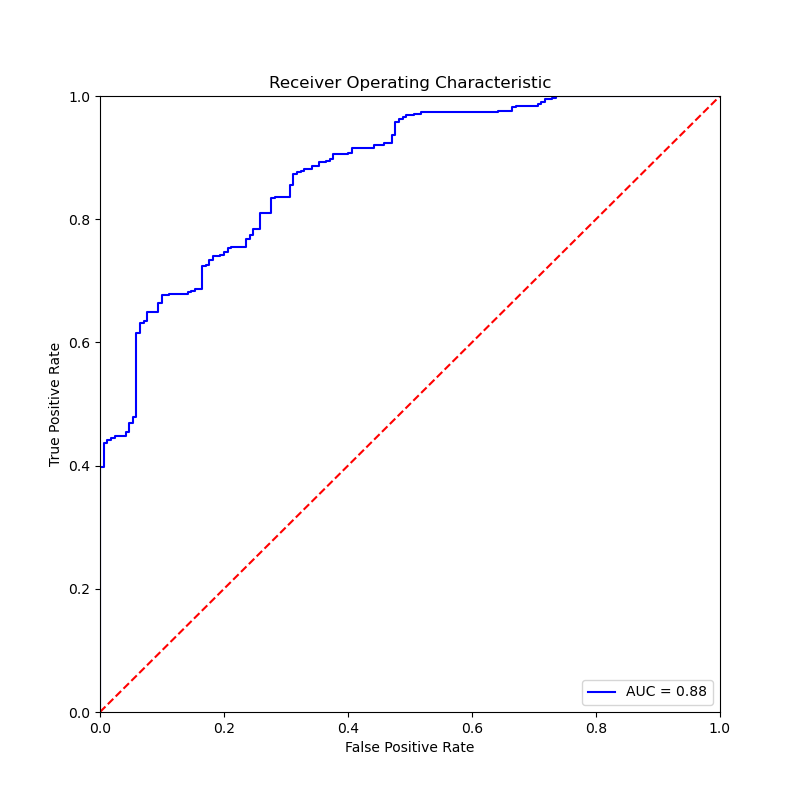 Receiver Operating Characteristic
1.0
0.8
0.6
0.4
0.2
0.0
True Positive Rate
AUC = 0.88
0.0 0.2 0.4 0.6 0.8 1.0
False Positive Rate